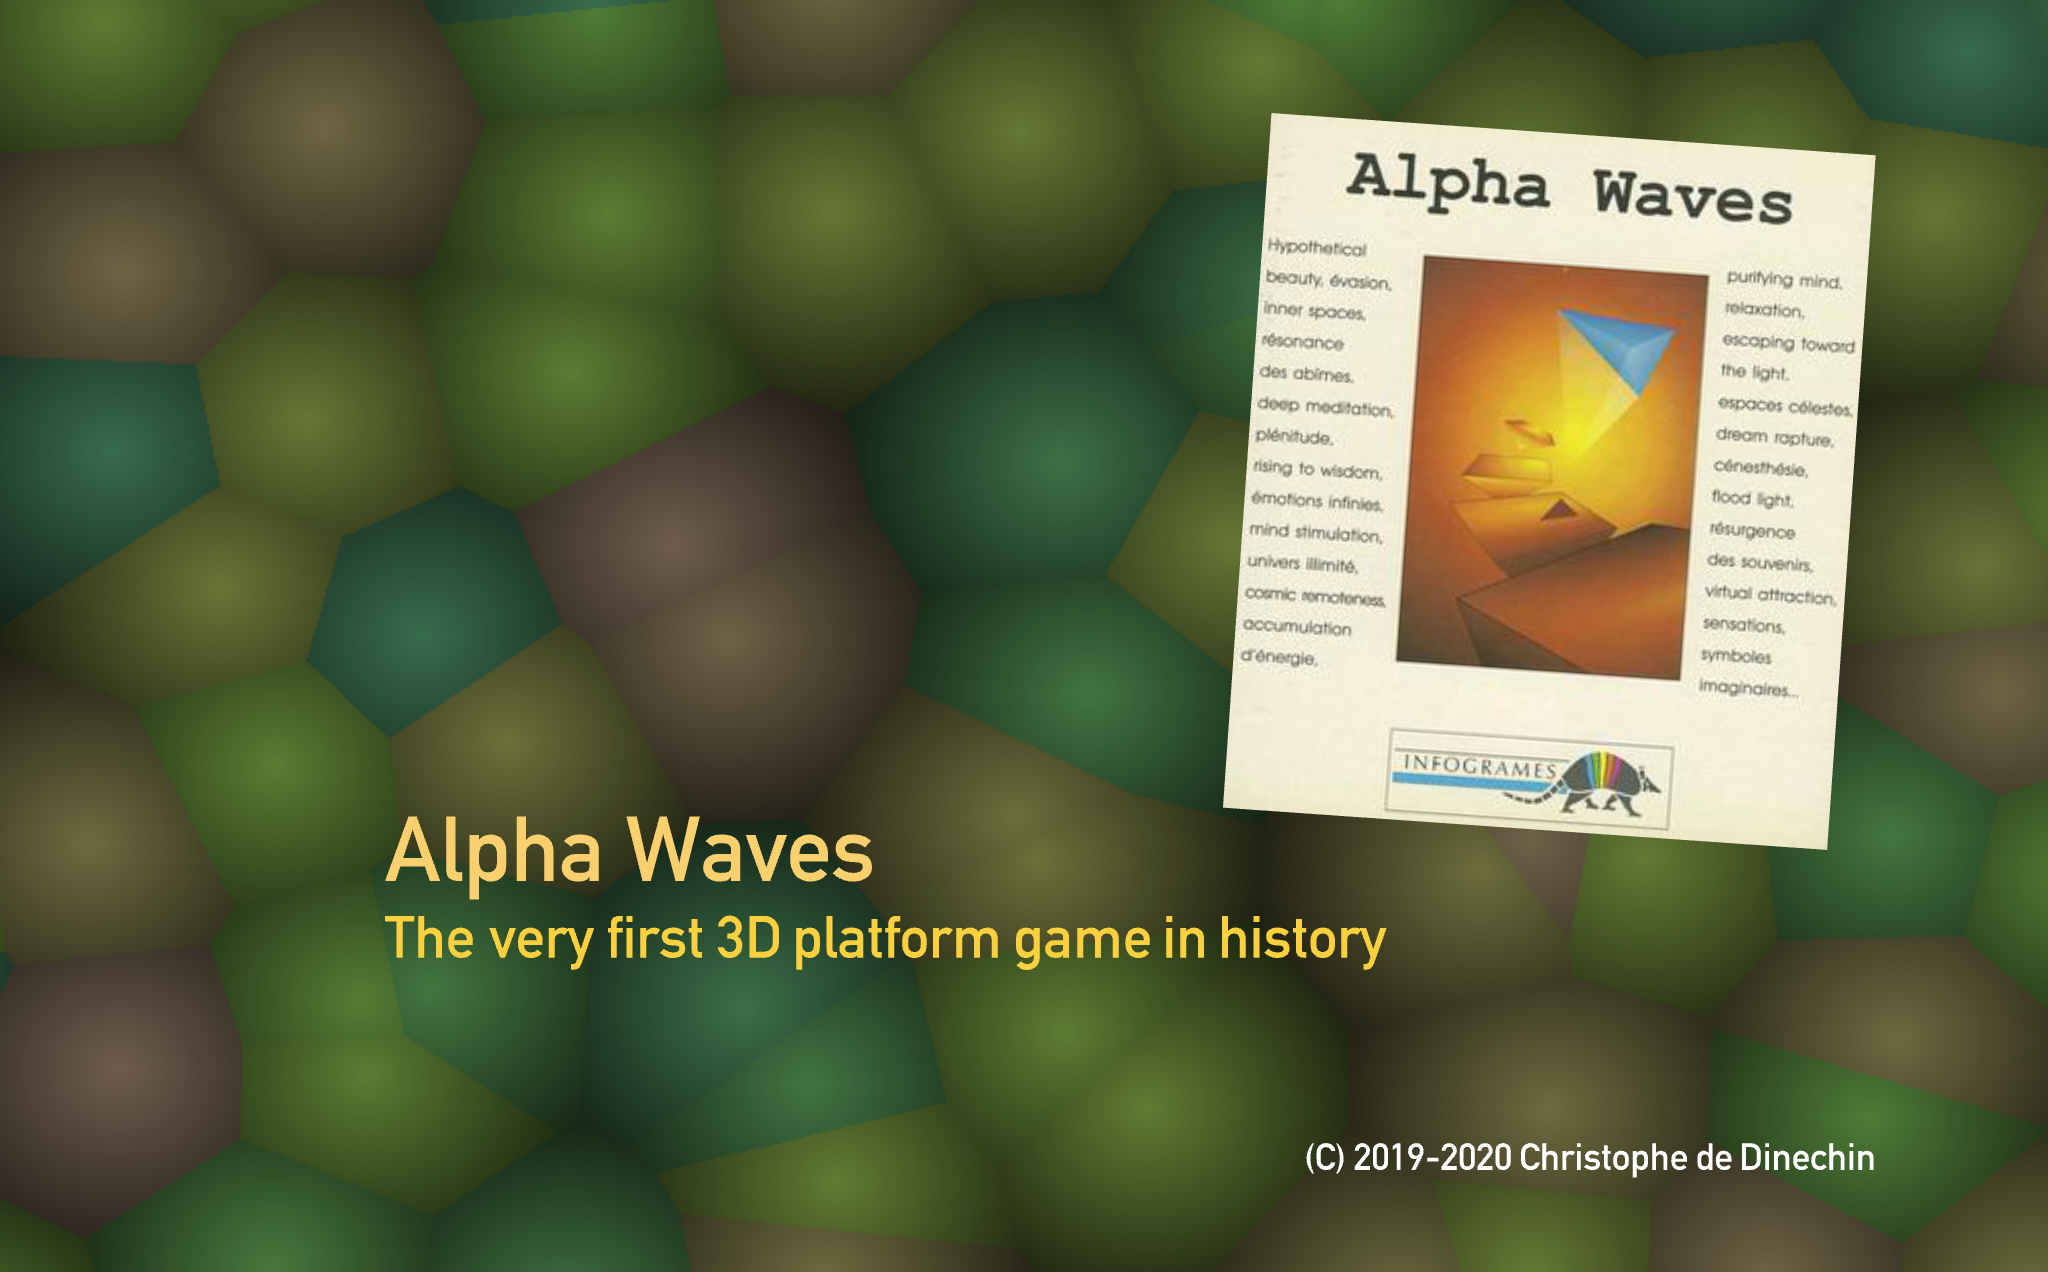 Alpha Waves
Hypothetical
beauty, évasion,
inner spaces,
résonance
des abîmes,
deep meditation,
plénitude,
rising to wisdom,
émotions infinies,
mind stimulation,
univers illimité,
cosmic remoteness,
accumulation
d'énergie,
purifying mind,
relaxation,
escaping toward
the light,
espaces célestes,
dream rapture,
cénesthésie,
flood light,
résurgence
des souvenirs,
virtual attraction,
sensations,
symboles
imaginaires...
INFOGRAMES
Alpha Waves
The very first 3D platform game in history
(C) 2019-2020 Christophe de Dinechin